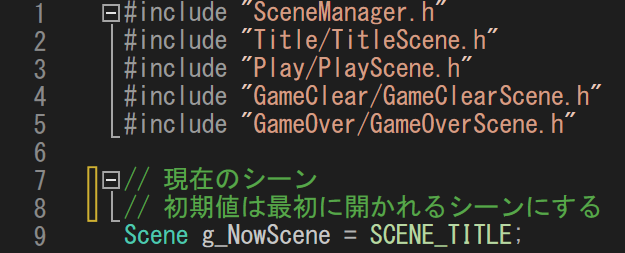 1 #include "SceneManager.h"
2 #include "Title/TitleScene.h"
3 #include "Play/PlayScene.h"
4 #include "GameClear/GameClearScene.h"
5 #include "GameOver/GameOverScene.h"
6
7 // 現在のシーン
8 // 初期値は最初に開かれるシーンにする
9 Scene g_NowScene = SCENE_TITLE;